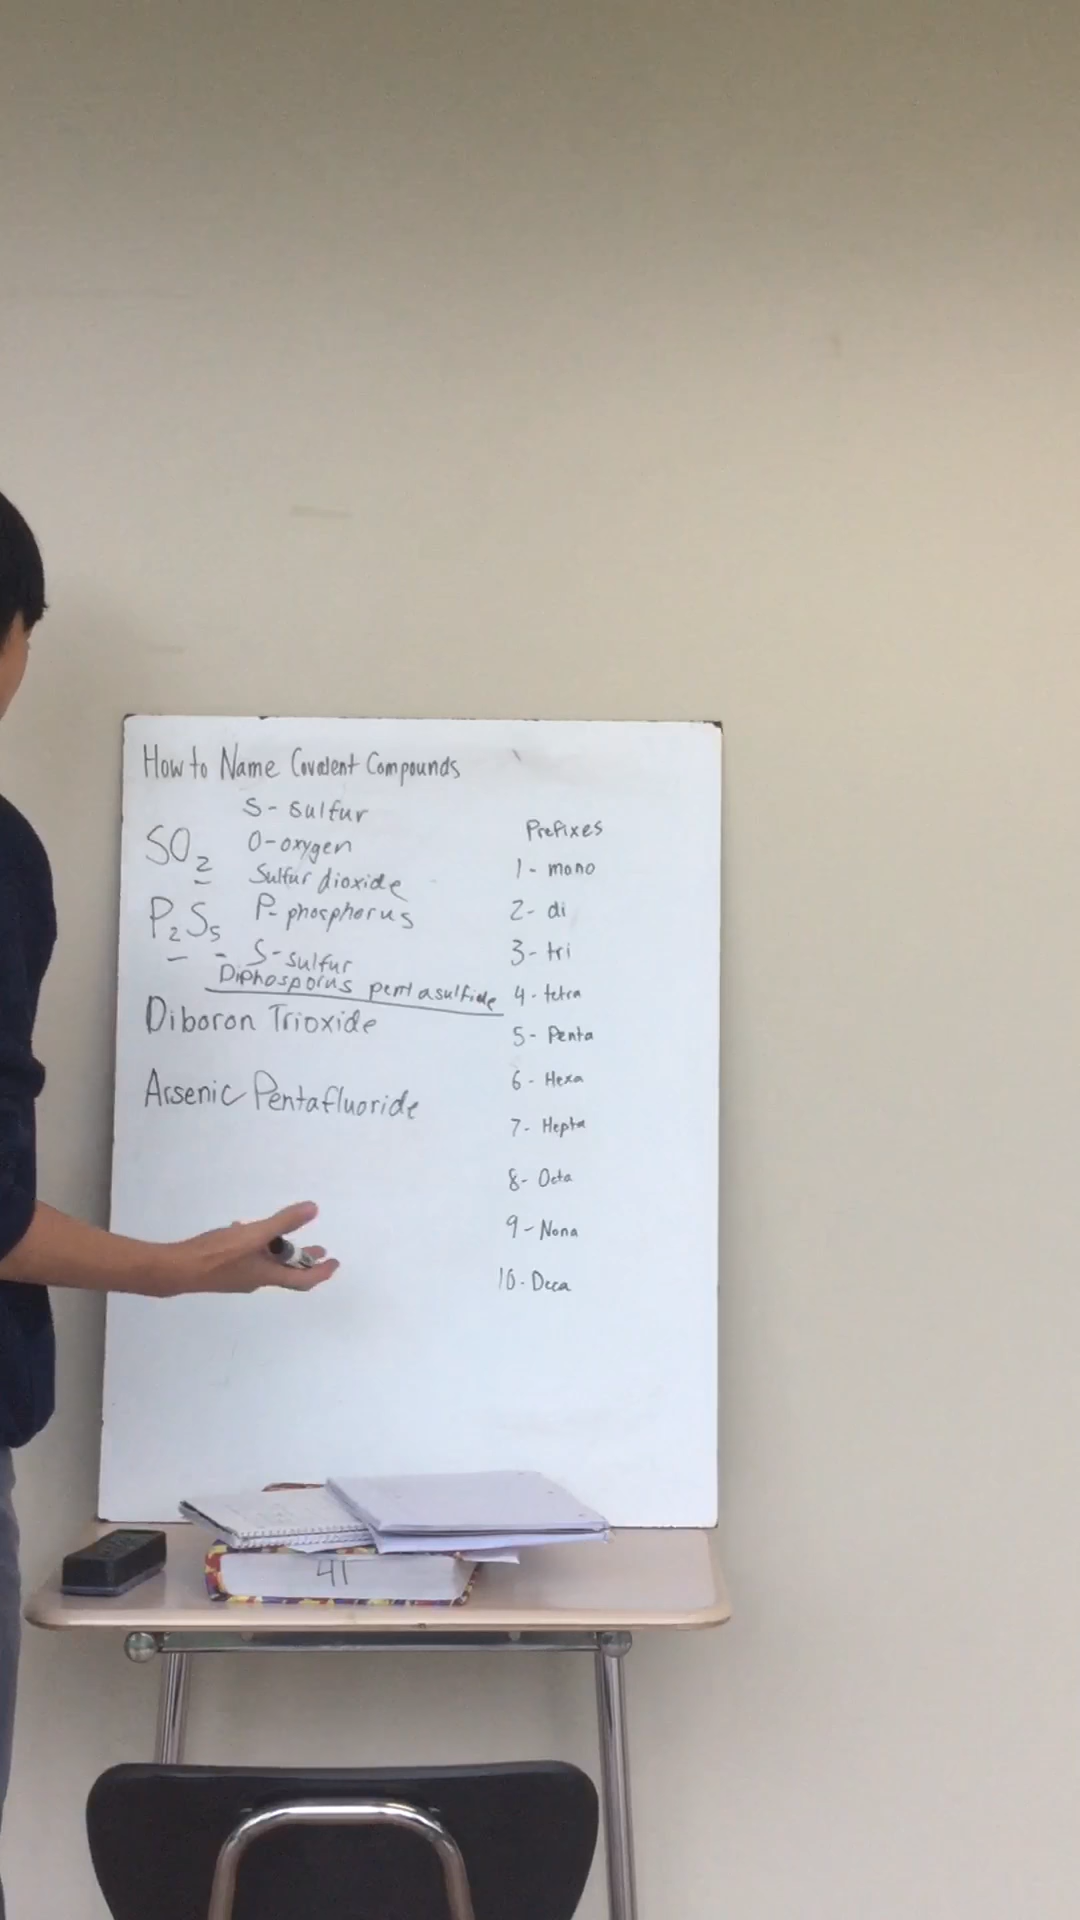 How to Name Covalent Compounds
S - sulfur
SO2
O - oxygen
Sulfur dioxide
P2S5
P - phosphorus
S - sulfur
Diphosporus pentasulfide
Diboron Trioxide
Arsenic Pentafluoride
Prefixes
1 - mono
2 - di
3 - tri
4 - tetra
5 - Penta
6 - Hexa
7 - Hepta
8 - Octa
9 - Nona
10 - Deca
41